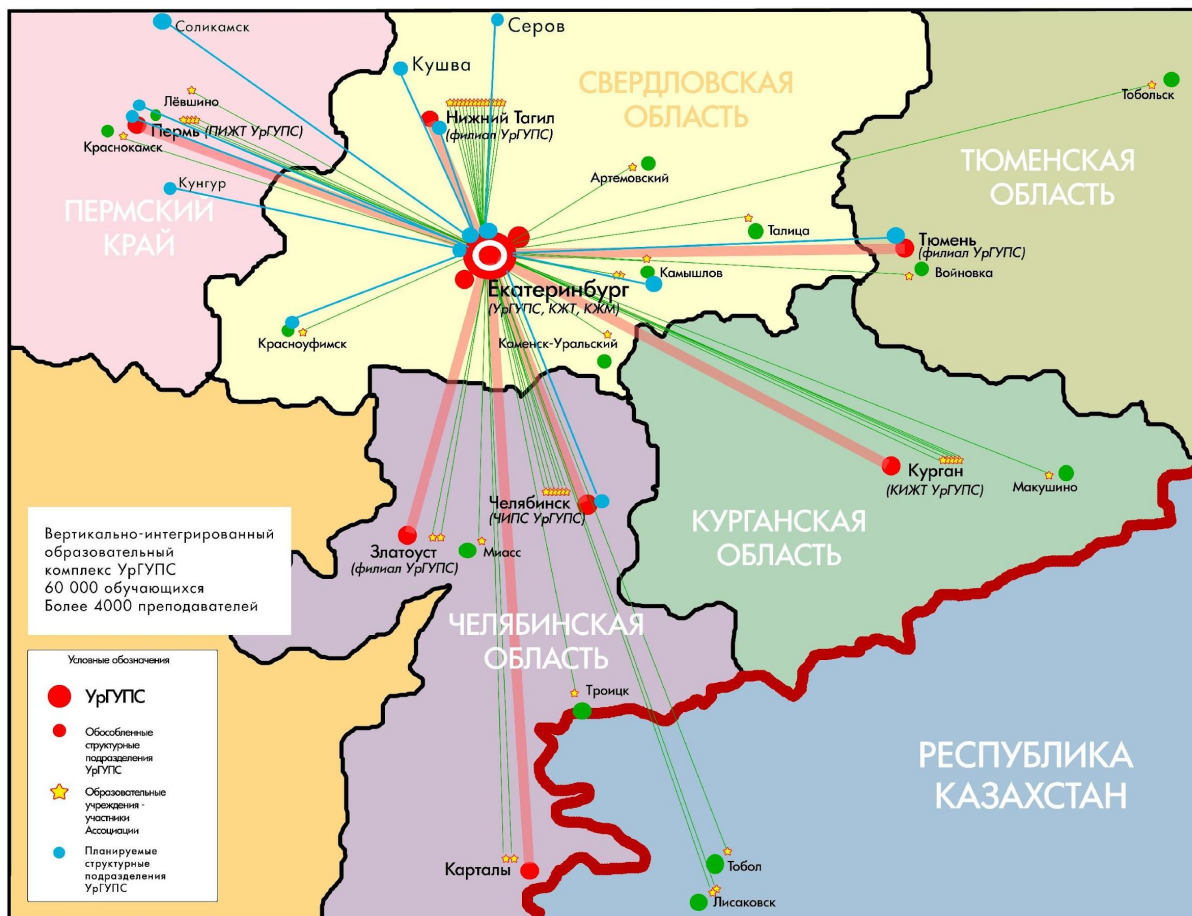 Соликамск
Серов
Кушва
СВЕРДЛОВСКАЯ
ОБЛАСТЬ
Тобольск
Лёвшино
Нижний Тагил
(филиал УрГУПС)
Пермь (ПИЖТ УрГУПС)
Краснокамск
ТЮМЕНСКАЯ
ОБЛАСТЬ
Артемовский
Кунгур
ПЕРМСКИЙ
КРАЙ
Талица
Тюмень
(филиал УрГУПС)
Войновка
Камышлов
Екатеринбург
(УрГУПС, КЖТ, КЖМ)
Красноуфимск
Каменск-Уральский
Курган
(КИЖТ УрГУПС)
Макушино
Челябинск
(ЧИПС УрГУПС)
КУРГАНСКАЯ
ОБЛАСТЬ
Златоуст
(филиал УрГУПС)
Миасс
Вертикально-интегрированный
образовательный
комплекс УрГУПС
60 000 обучающихся
Более 4000 преподавателей
ЧЕЛЯБИНСКАЯ
ОБЛАСТЬ
Троицк
РЕСПУБЛИКА
КАЗАХСТАН
Условные обозначения
УрГУПС
Обособленные
структурные
подразделения
УрГУПС
Образовательные
учреждения -
участники
Ассоциации
Планируемые
структурные
подразделения
УрГУПС
Карталы
Тобол
Лисаковск